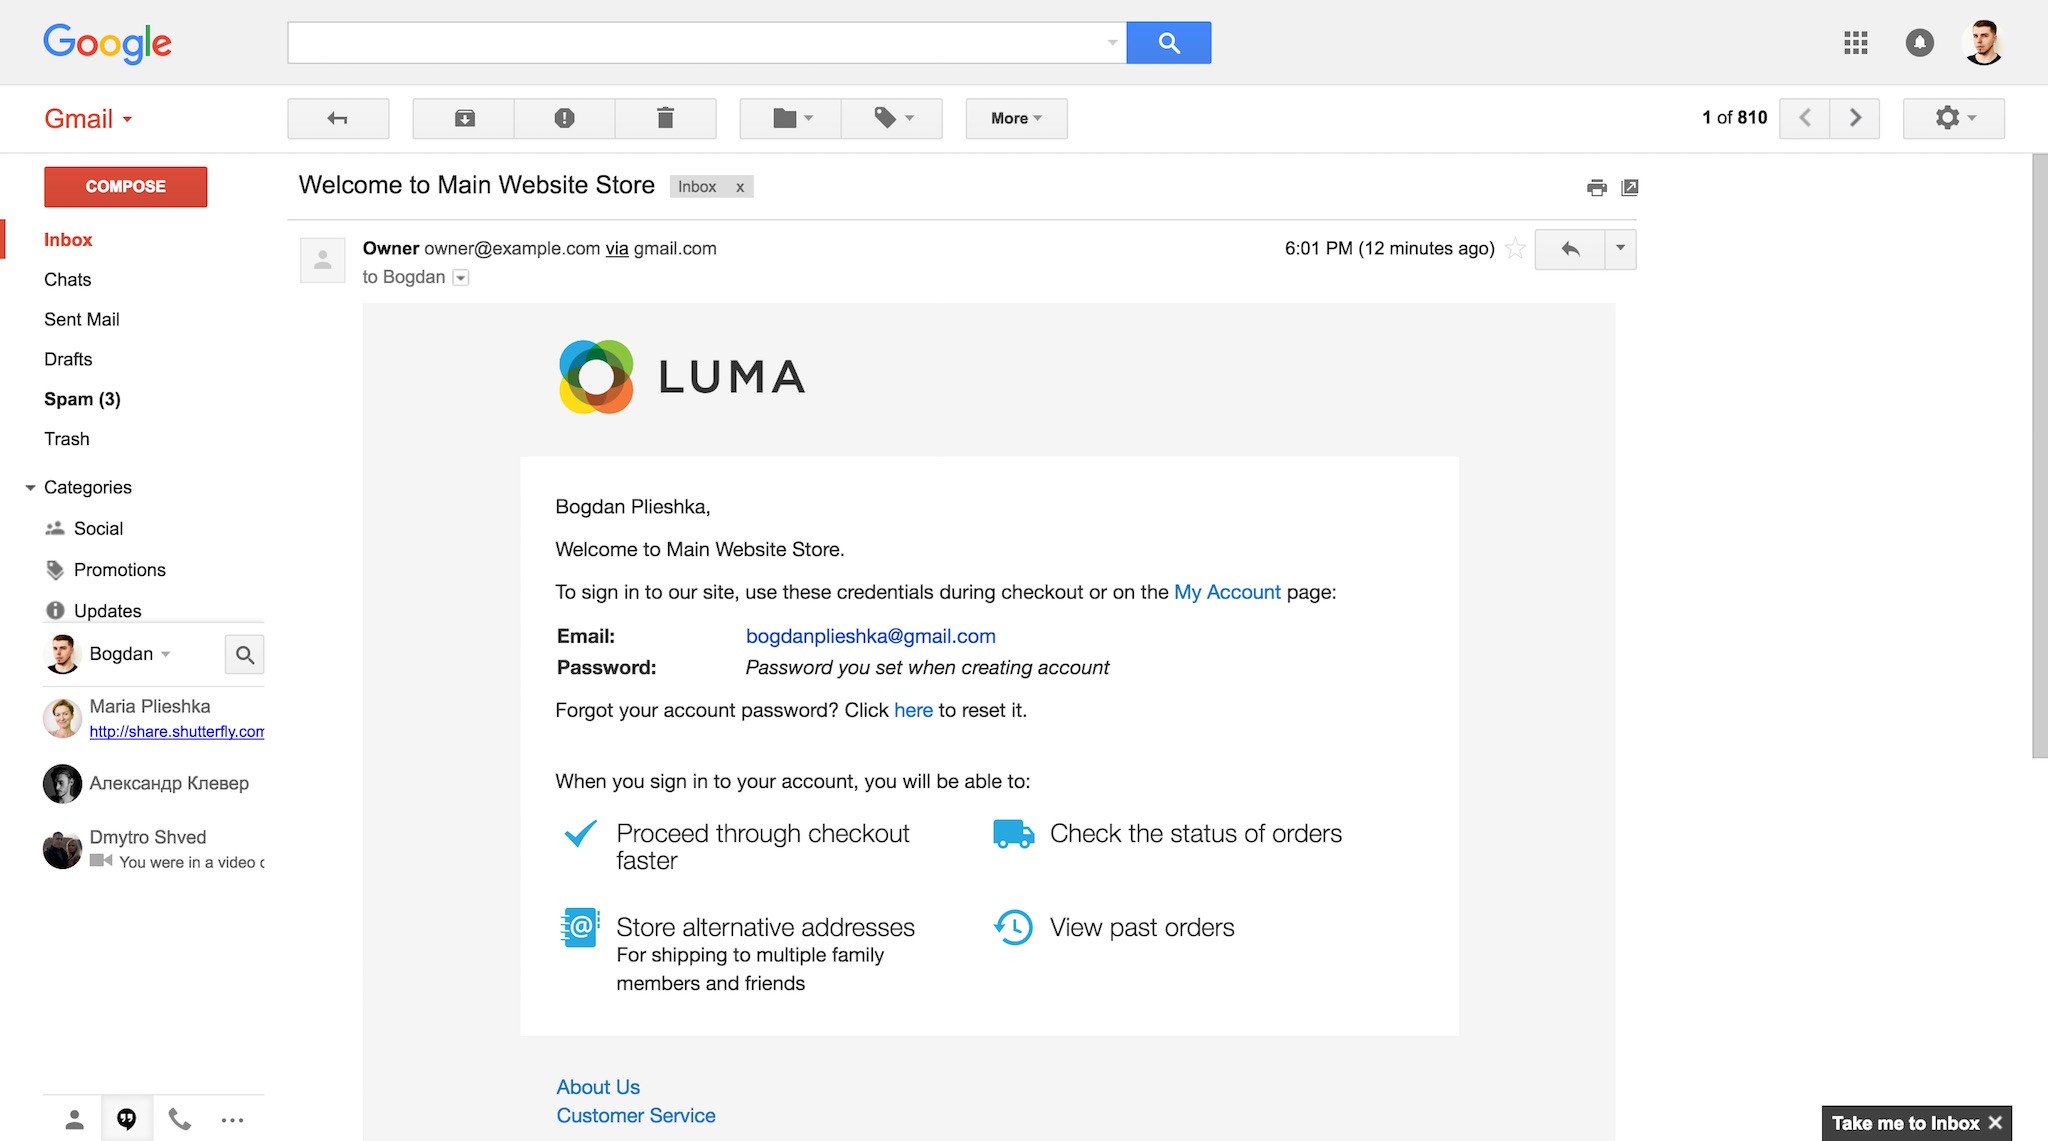 Google
Gmail
More
1 of 810
COMPOSE
Inbox
Chats
Sent Mail
Drafts
Spam (3)
Trash
Categories
Social
Promotions
Updates
Bogdan
Maria Plieshka
http://share.shutterfly.com
Александр Клевер
Dmytro Shved
You were in a video c
Welcome to Main Website Store Inbox x
Owner owner@example.com via gmail.com
6:01 PM (12 minutes ago)
to Bogdan
LUMA
Bogdan Plieshka,
Welcome to Main Website Store.
To sign in to our site, use these credentials during checkout or on the My Account page:
Email: bogdanplieshka@gmail.com
Password: Password you set when creating account
Forgot your account password? Click here to reset it.
When you sign in to your account, you will be able to:
Proceed through checkout
faster
Check the status of orders
@
Store alternative addresses
For shipping to multiple family
members and friends
View past orders
About Us
Customer Service
Take me to Inbox ✕